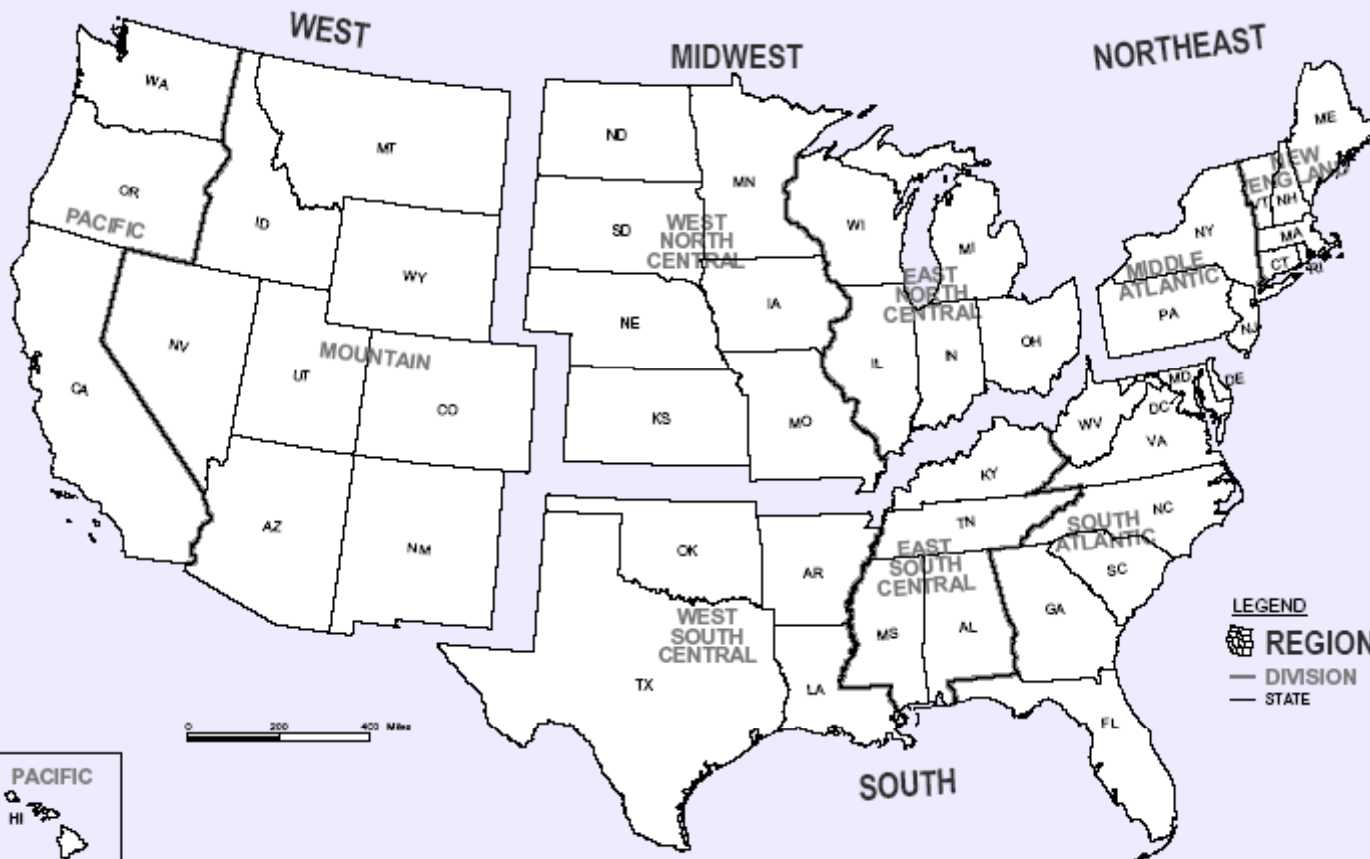 WEST
MIDWEST
NORTHEAST
WA
MT
ND
MN
ME
OR
PACIFIC
ID
WY
SD
WEST
NORTH
CENTRAL
WI
MI
EAST
NORTH
CENTRAL
NY
MIDDLE
ATLANTIC
NEW
ENGLAND
VT
NH
MA
CT
RI
PA
NJ
NV
MOUNTAIN
UT
CA
CO
NE
IA
KS
MO
IL
IN
OH
MD
DE
DC
WV
VA
KY
AZ
NM
OK
AR
TN
NC
SOUTH
ATLANTIC
SC
EAST
SOUTH
CENTRAL
WEST
SOUTH
CENTRAL
MS
AL
GA
TX
LA
FL
SOUTH
LEGEND
REGION
DIVISION
STATE
0 200 400 Miles
PACIFIC
HI